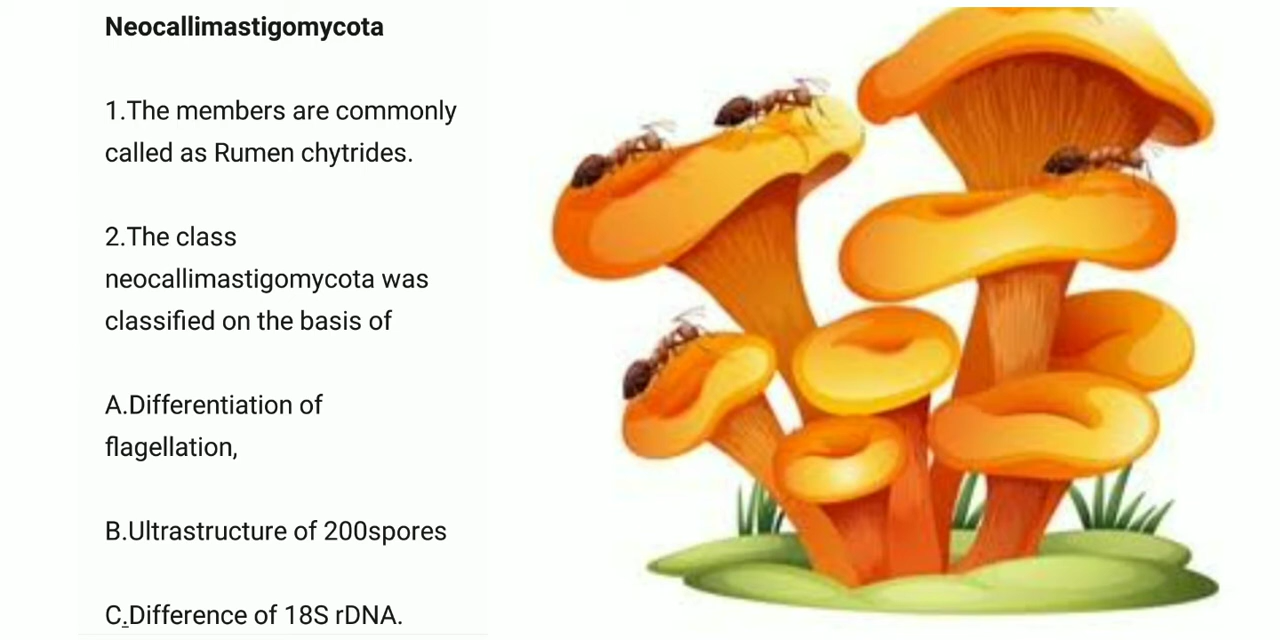 Neocallimastigomycota
1.The members are commonly
called as Rumen chytrides.
2.The class
neocallimastigomycota was
classified on the basis of
A.Differentiation of
flagellation,
B.Ultrastructure of 200spores
C.Difference of 18S rDNA.